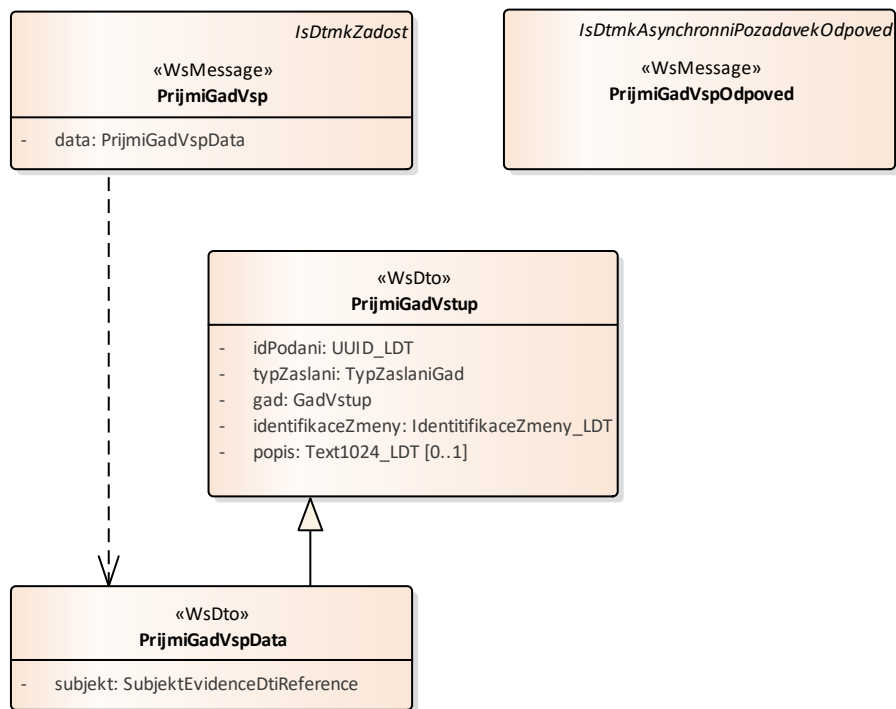 IsDtmkZadost
«WsMessage»
PrijmiGadVsp
- data: PrijmiGadVspData
IsDtmkAsynchronniPozadavekOdpoved
«WsMessage»
PrijmiGadVspOdpoved
«WsDto»
PrijmiGadVstup
- idPodani: UUID_LDT
- typZaslani: TypZaslaniGad
- gad: GadVstup
- identifikaceZmeny: IdentitifikaceZmeny_LDT
- popis: Text1024_LDT [0..1]
«WsDto»
PrijmiGadVspData
- subjekt: SubjektEvidenceDtiReference